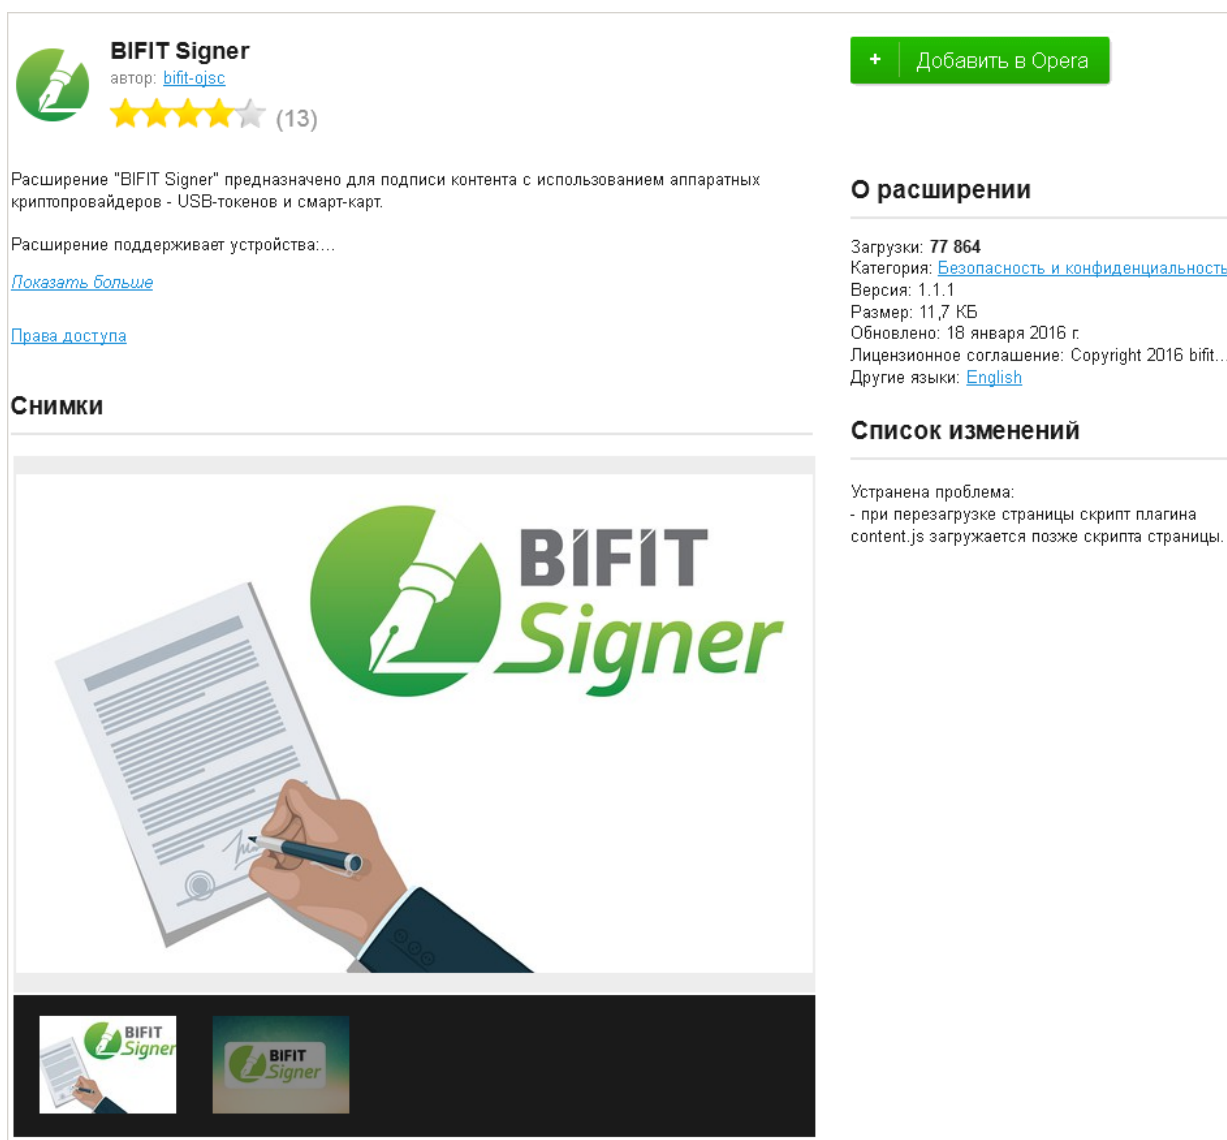 BIFIT Signer
автор: bifit-ojsc
(13)
+ Добавить в Opera
Расширение "BIFIT Signer" предназначено для подписи контента с использованием аппаратных
криптопровайдеров - USB-токенов и смарт-карт.
Расширение поддерживает устройства:...
Показать больше
Права доступа
Снимки
BIFIT
Signer
BIFIT
Signer
BIFIT
Signer
О расширении
Загрузки: 77 864
Категория: Безопасность и конфиденциальность
Версия: 1.1.1
Размер: 11,7 КБ
Обновлено: 18 января 2016 г.
Лицензионное соглашение: Copyright 2016 bifit...
Другие языки: English
Список изменений
Устранена проблема:
- при перезагрузке страницы скрипт плагина
content.js загружается позже скрипта страницы.